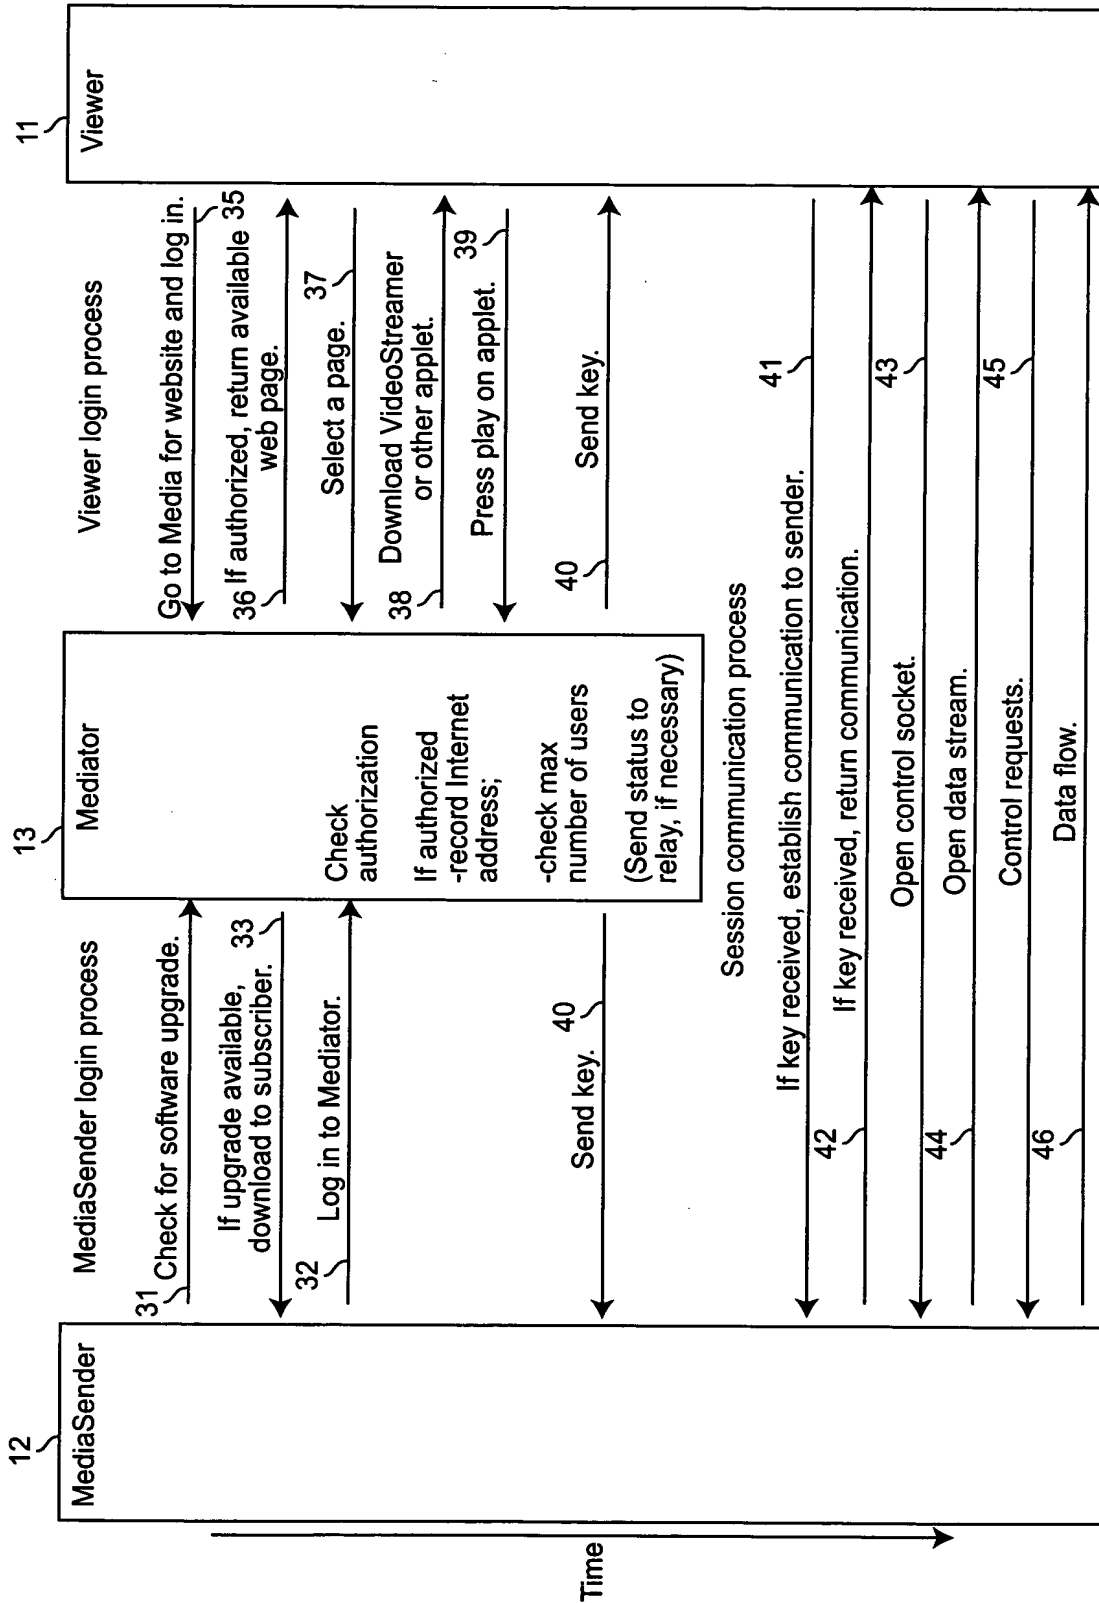 12
MediaSender
13
Mediator
11
Viewer
Time
MediaSender login process
Viewer login process
31
Check for software upgrade.
If upgrade available,
download to subscriber.
33
32
Log in to Mediator.
Check
authorization
If authorized
-record Internet
address;
-check max
number of users
(Send status to
relay, if necessary)
Go to Media for website and log in.
35
36
If authorized, return available
web page.
Select a page.
37
Download VideoStreamer
or other applet.
38
Press play on applet.
39
Send key.
40
40
Send key.
Session communication process
If key received, establish communication to sender.
41
If key received, return communication.
42
Open control socket.
43
Open data stream.
44
Control requests.
45
Data flow.
46